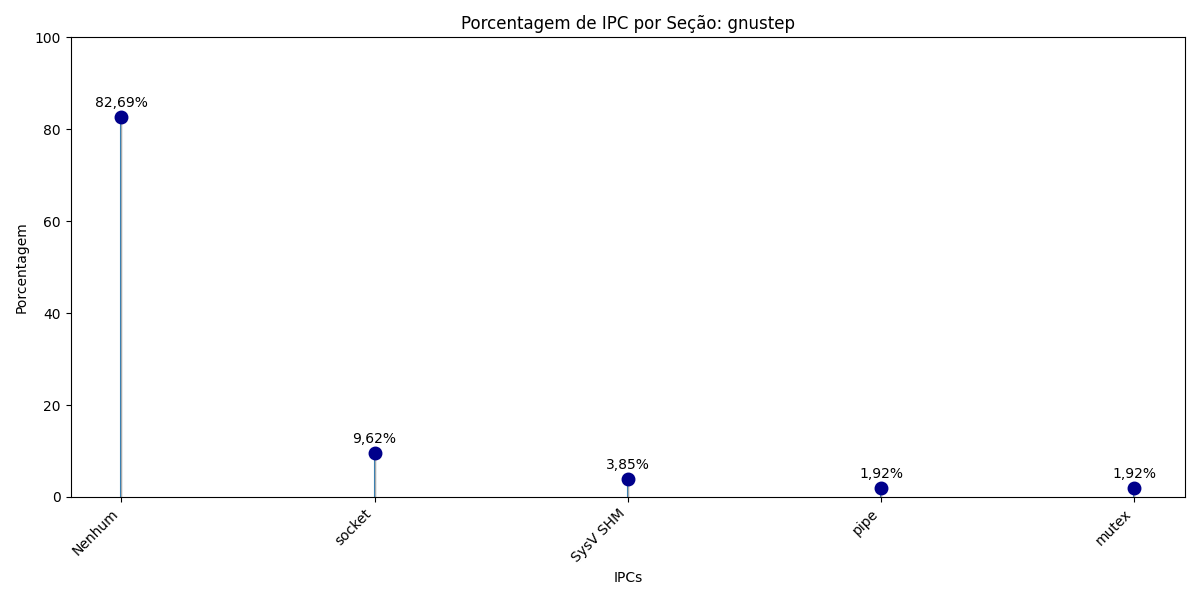 Porcentagem de IPC por Seção: gnustep
100
80
60
40
20
0
Porcentagem
82,69%
9,62%
3,85%
1,92%
1,92%
Nenhum
socket
SysV SHM
pipe
mutex
IPCs